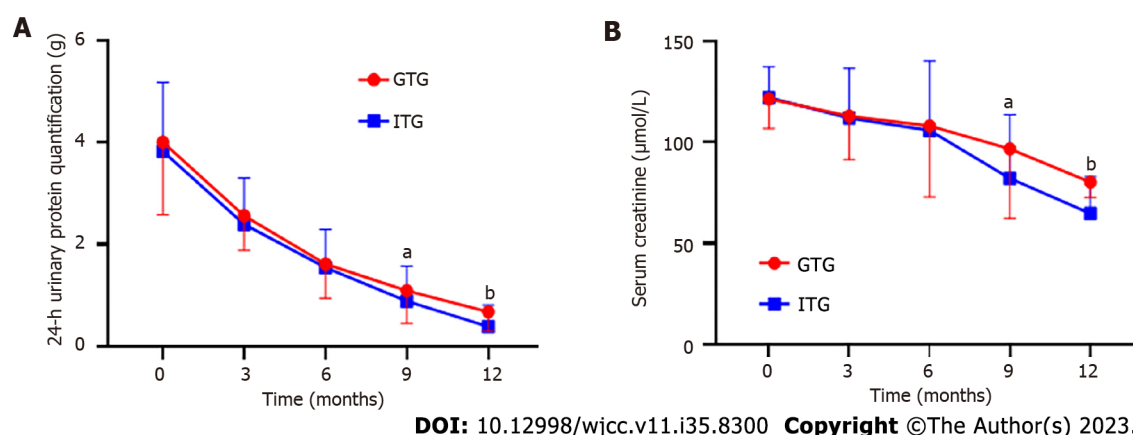 A
24-h urinary protein quantification (g)
6
4
2
0
GTG
ITG
a
b
0 3 6 9 12
Time (months)
B
Serum creatinine (µmol/L)
150
100
50
0
a
b
GTG
ITG
0 3 6 9 12
Time (months)
DOI: 10.12998/wjcc.v11.i35.8300 Copyright ©The Author(s) 2023.